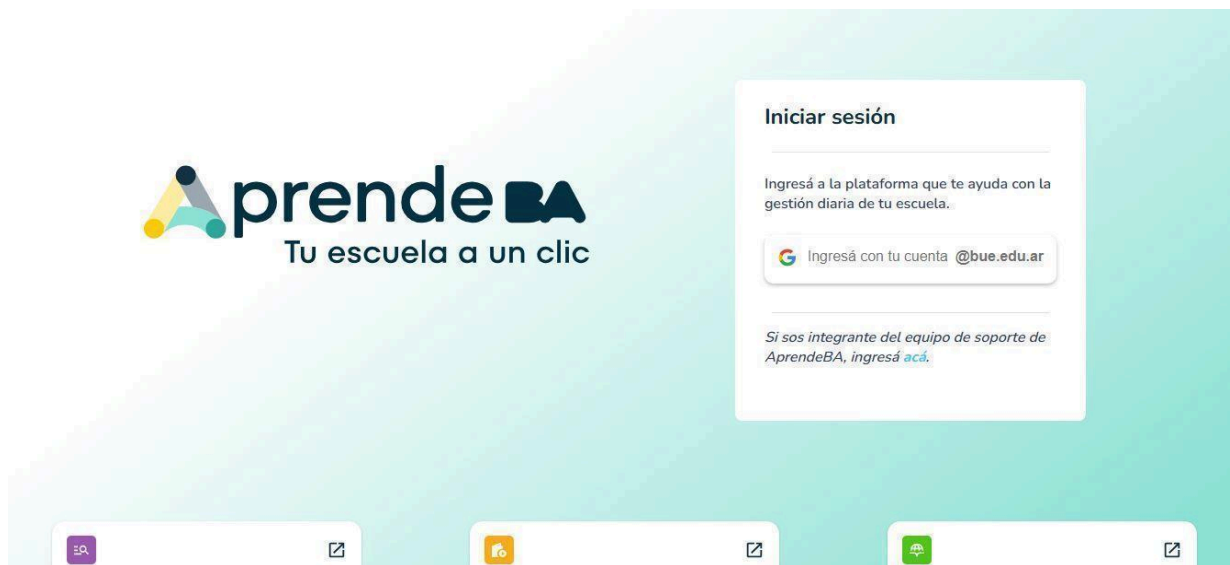 AprendeBA
Tu escuela a un clic
Iniciar sesión
Ingresá a la plataforma que te ayuda con la
gestión diaria de tu escuela.
Ingresá con tu cuenta @bue.edu.ar
Si sos integrante del equipo de soporte de
AprendeBA, ingresá acá.